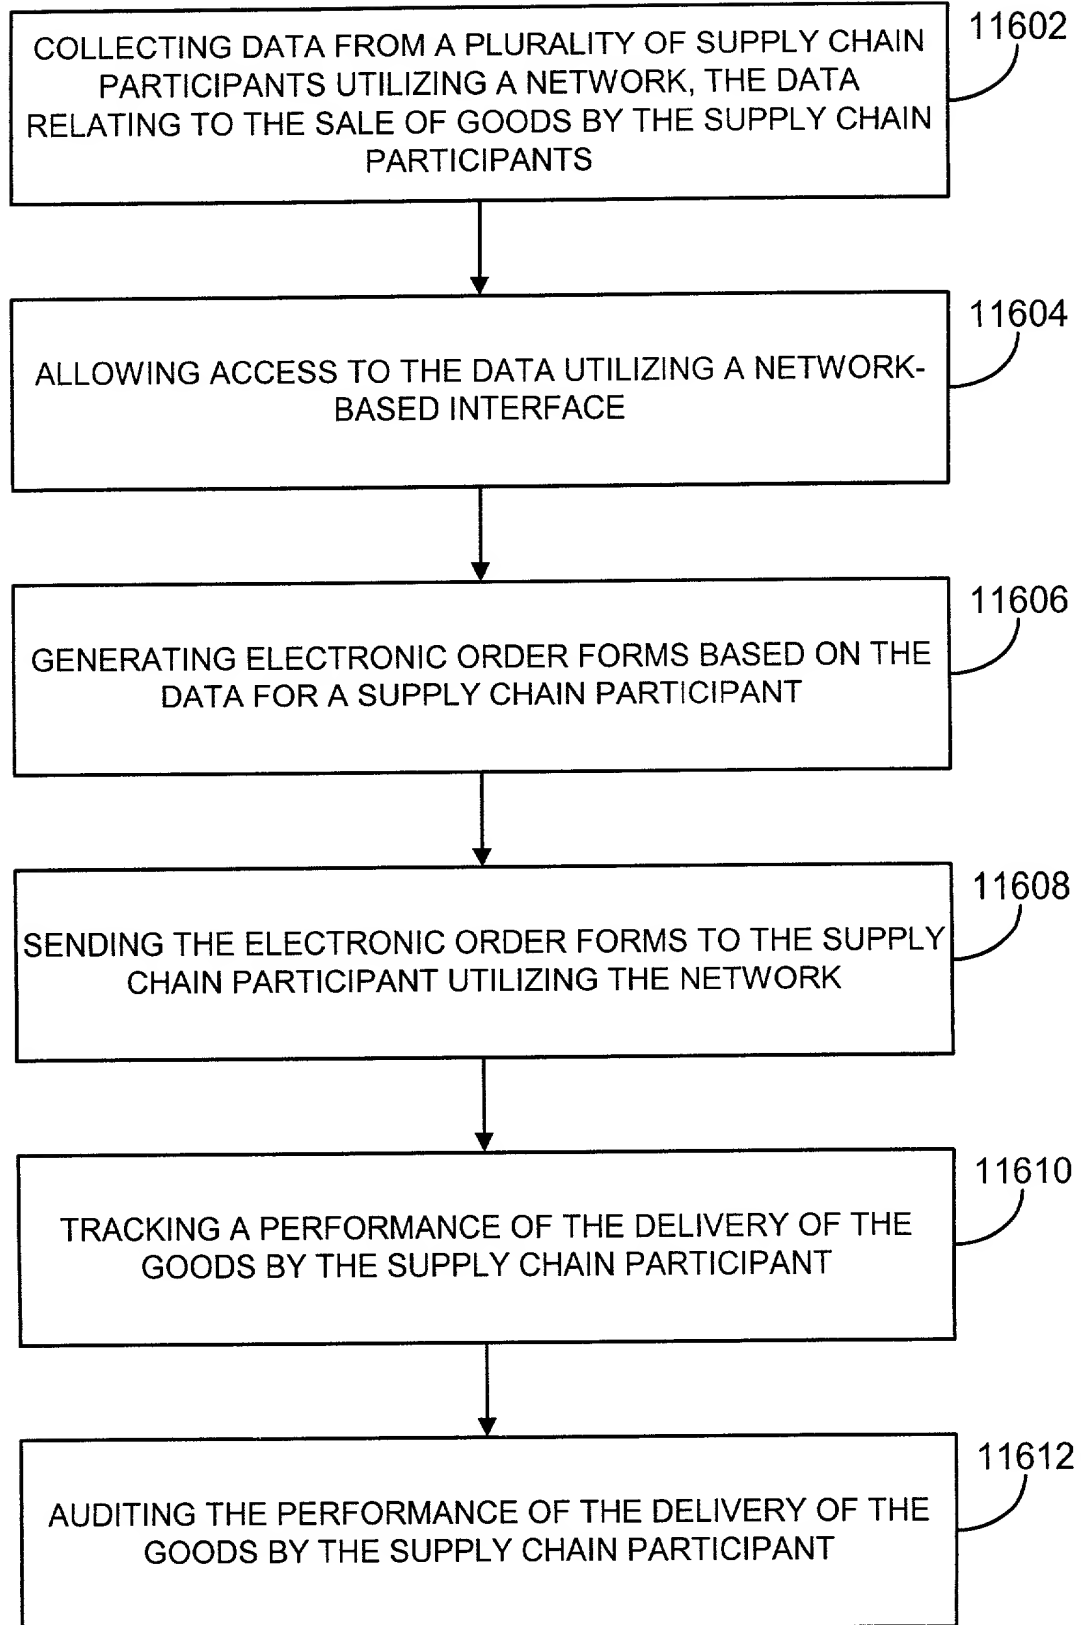 COLLECTING DATA FROM A PLURALITY OF SUPPLY CHAIN
PARTICIPANTS UTILIZING A NETWORK, THE DATA
RELATING TO THE SALE OF GOODS BY THE SUPPLY CHAIN
PARTICIPANTS
11602
ALLOWING ACCESS TO THE DATA UTILIZING A NETWORK-
BASED INTERFACE
11604
GENERATING ELECTRONIC ORDER FORMS BASED ON THE
DATA FOR A SUPPLY CHAIN PARTICIPANT
11606
SENDING THE ELECTRONIC ORDER FORMS TO THE SUPPLY
CHAIN PARTICIPANT UTILIZING THE NETWORK
11608
TRACKING A PERFORMANCE OF THE DELIVERY OF THE
GOODS BY THE SUPPLY CHAIN PARTICIPANT
11610
AUDITING THE PERFORMANCE OF THE DELIVERY OF THE
GOODS BY THE SUPPLY CHAIN PARTICIPANT
11612